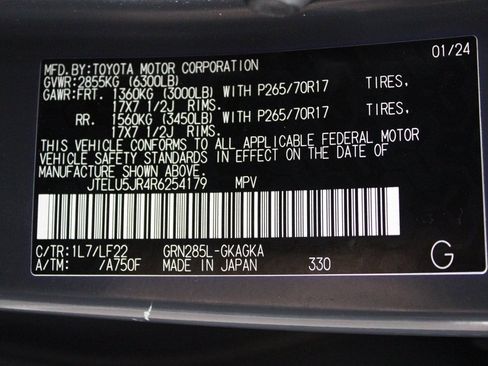 01/24
MFD.BY:TOYOTA MOTOR CORPORATION
GVWR:2855KG (6300LB)
GAWR:FRT. 1360KG (3000LB) WITH P265/70R17 TIRES,
17X7 1/2J RIMS.
RR. 1560KG (3450LB) WITH P265/70R17 TIRES,
17X7 1/2J RIMS.
THIS VEHICLE CONFORMS TO ALL APPLICABLE FEDERAL MOTOR
VEHICLE SAFETY STANDARDS IN EFFECT ON THE DATE OF
MANUFACTURE SHOWN ABOVE.
JTELU5JR4R6254179 MPV
C/TR:1L7/LF22 GRN285L-GKAGKA
A/TM: /A750F MADE IN JAPAN 330 G